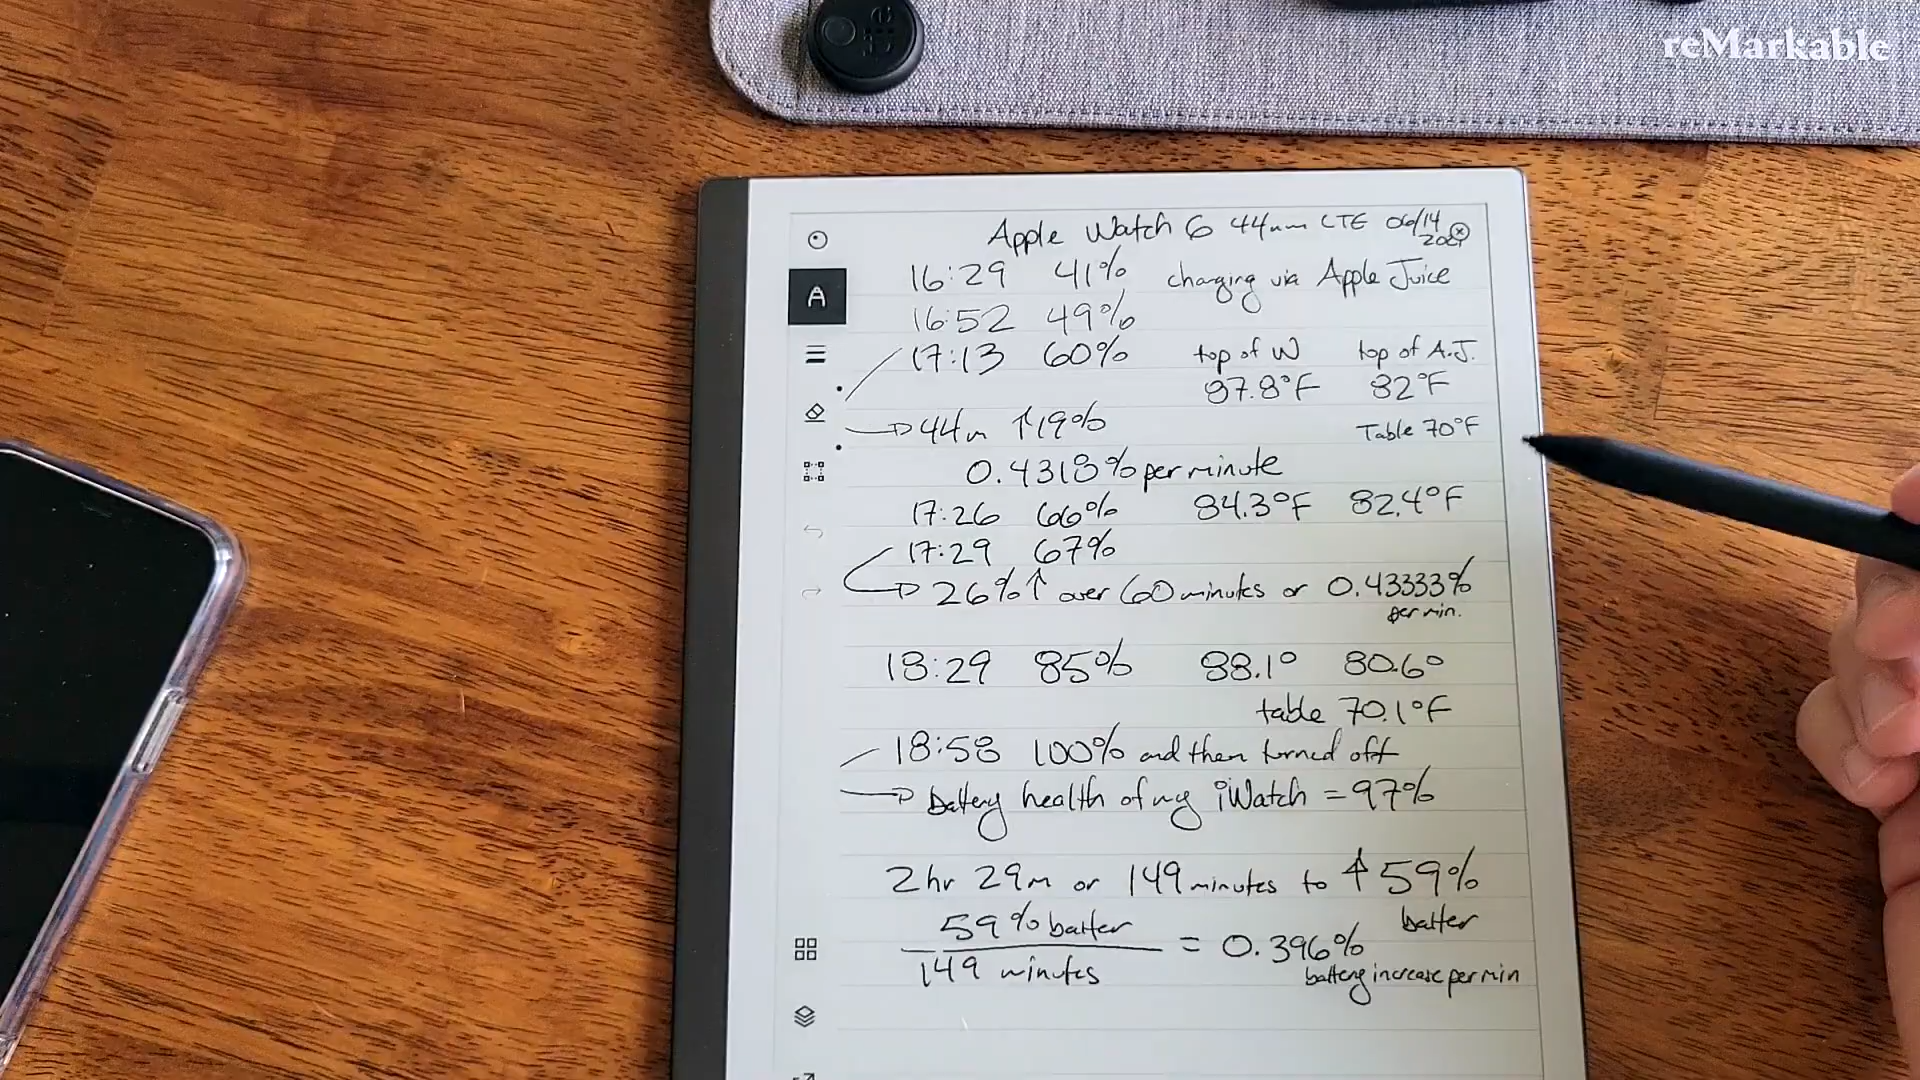 reMarkable
Apple Watch 6 44mm LTE 06/14
2021
16:29 41% charging via Apple Juice
16:52 49%
17:13 60% top of W top of A.J.
87.8°F 82°F
44m ↑19% Table 70°F
0.4318% per minute
17:26 66% 84.3°F 82.4°F
17:29 67%
26%↑ over 60 minutes or 0.43333%
per min.
18:29 85% 88.1° 80.6°
table 70.1°F
18:58 100% and then turned off
battery health of my iWatch = 97%
2hr 29m or 149 minutes to ↑ 59%
batter
59% batter
149 minutes
= 0.396%
battery increase per min